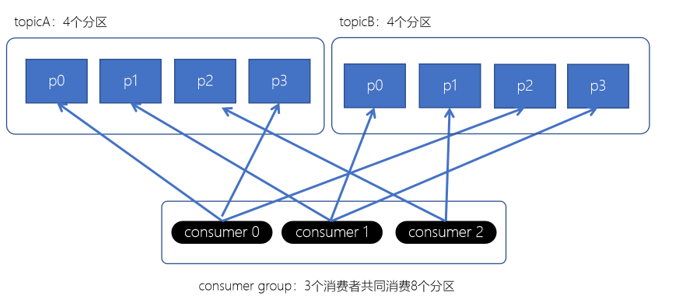 topicA：4个分区
topicB：4个分区
p0 p1 p2 p3
p0 p1 p2 p3
consumer 0 consumer 1 consumer 2
consumer group：3个消费者共同消费8个分区